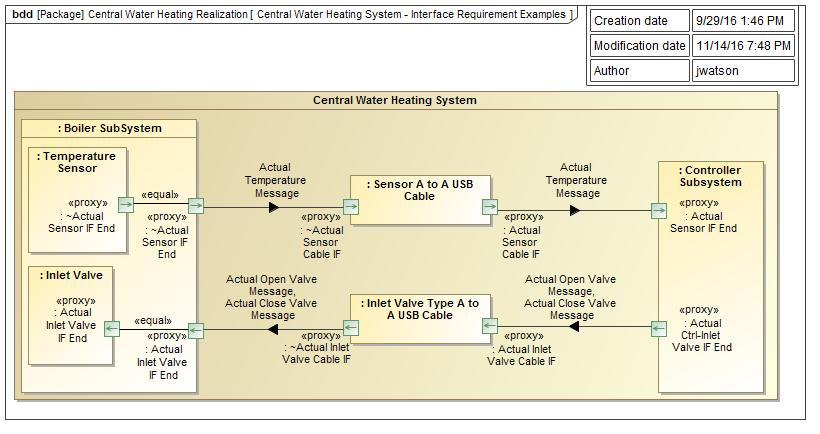 bdd [Package] Central Water Heating Realization [ Central Water Heating System - Interface Requirement Examples ]
Creation date 9/29/16 1:46 PM
Modification date 11/14/16 7:48 PM
Author jwatson
Central Water Heating System
: Boiler SubSystem
: Temperature
Sensor
«proxy»
: ~Actual
Sensor IF End
«equal»
«proxy»
: ~Actual
Sensor IF
End
Actual
Temperature
Message
: Sensor A to A USB
Cable
«proxy»
: ~Actual
Sensor
Cable IF
«proxy»
: Actual
Sensor
Cable IF
Actual
Temperature
Message
: Controller
Subsystem
«proxy»
: Actual
Sensor IF End
: Inlet Valve
«proxy»
: Actual
Inlet Valve
IF End
«equal»
«proxy»
: Actual
Inlet Valve
IF End
Actual Open Valve
Message,
Actual Close Valve
Message
: Inlet Valve Type A to
A USB Cable
«proxy»
: ~Actual Inlet
Valve Cable IF
«proxy»
: Actual Inlet
Valve Cable IF
Actual Open Valve
Message,
Actual Close Valve
Message
«proxy»
: Actual
Ctrl-Inlet
Valve IF End